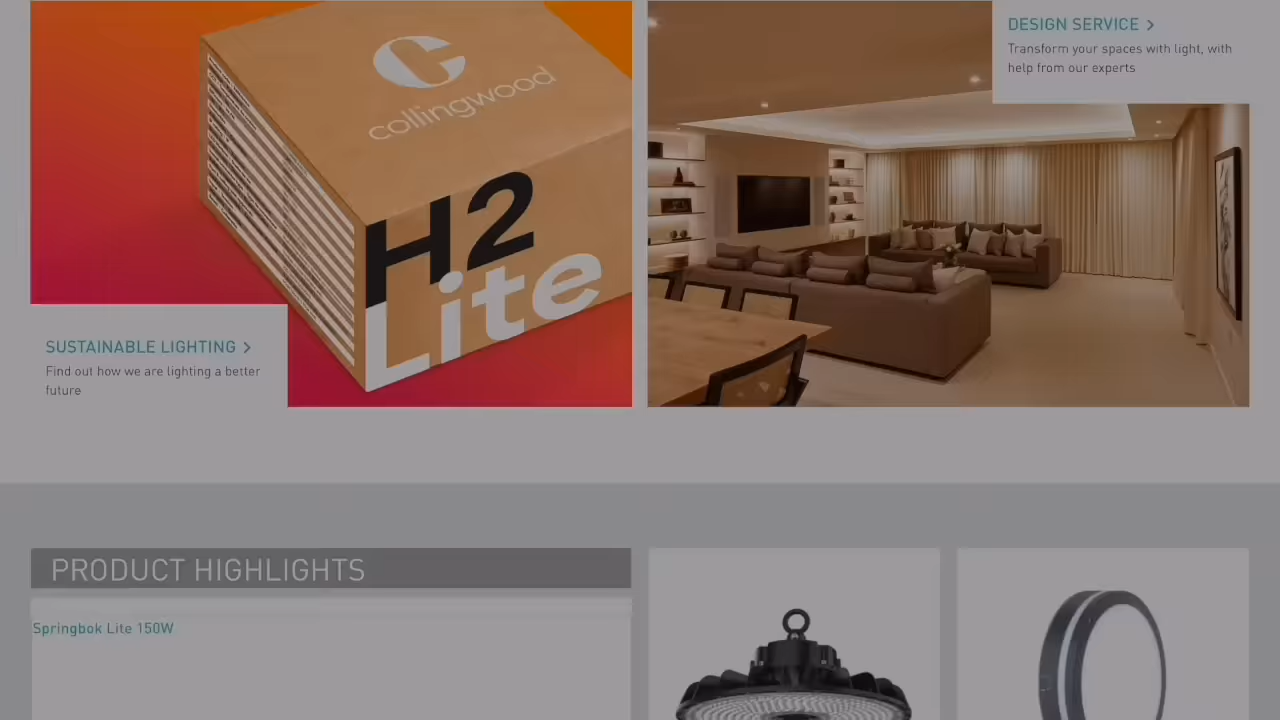 collingwood
H2
Lite
DESIGN SERVICE >
Transform your spaces with light, with
help from our experts
SUSTAINABLE LIGHTING >
Find out how we are lighting a better
future
PRODUCT HIGHLIGHTS
Springbok Lite 150W